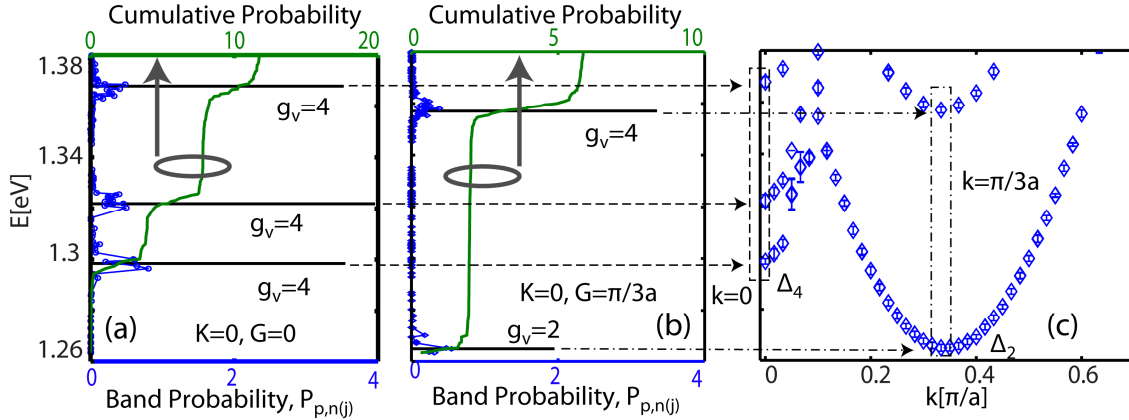 Cumulative Probability
Cumulative Probability
0 10 20
0 5 10
E[eV]
1.38
1.34
1.3
1.26
g_v=4
g_v=4
g_v=4
(a)
K=0, G=0
0 2 4
Band Probability, P_p,n(j)
g_v=4
K=0, G=π/3a
g_v=2
(b)
0 2 4
Band Probability, P_p,n(j)
k=π/3a
k=0
Δ_4
Δ_2
(c)
0 0.2 0.4 0.6
k[π/a]